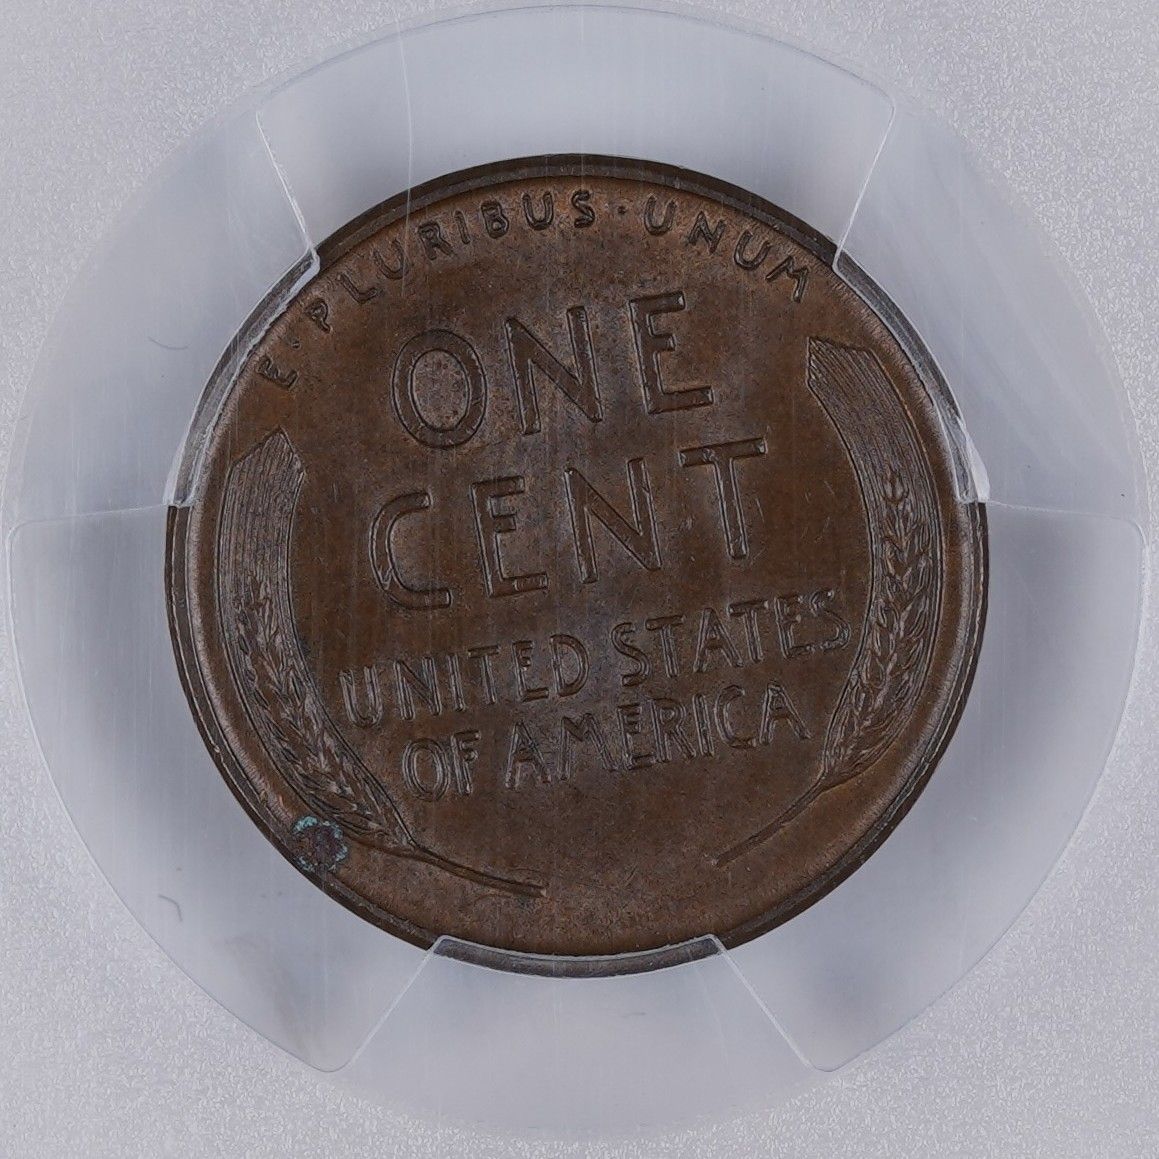 E·PLURIBUS·UNUM
ONE
CENT
UNITED STATES
OF AMERICA